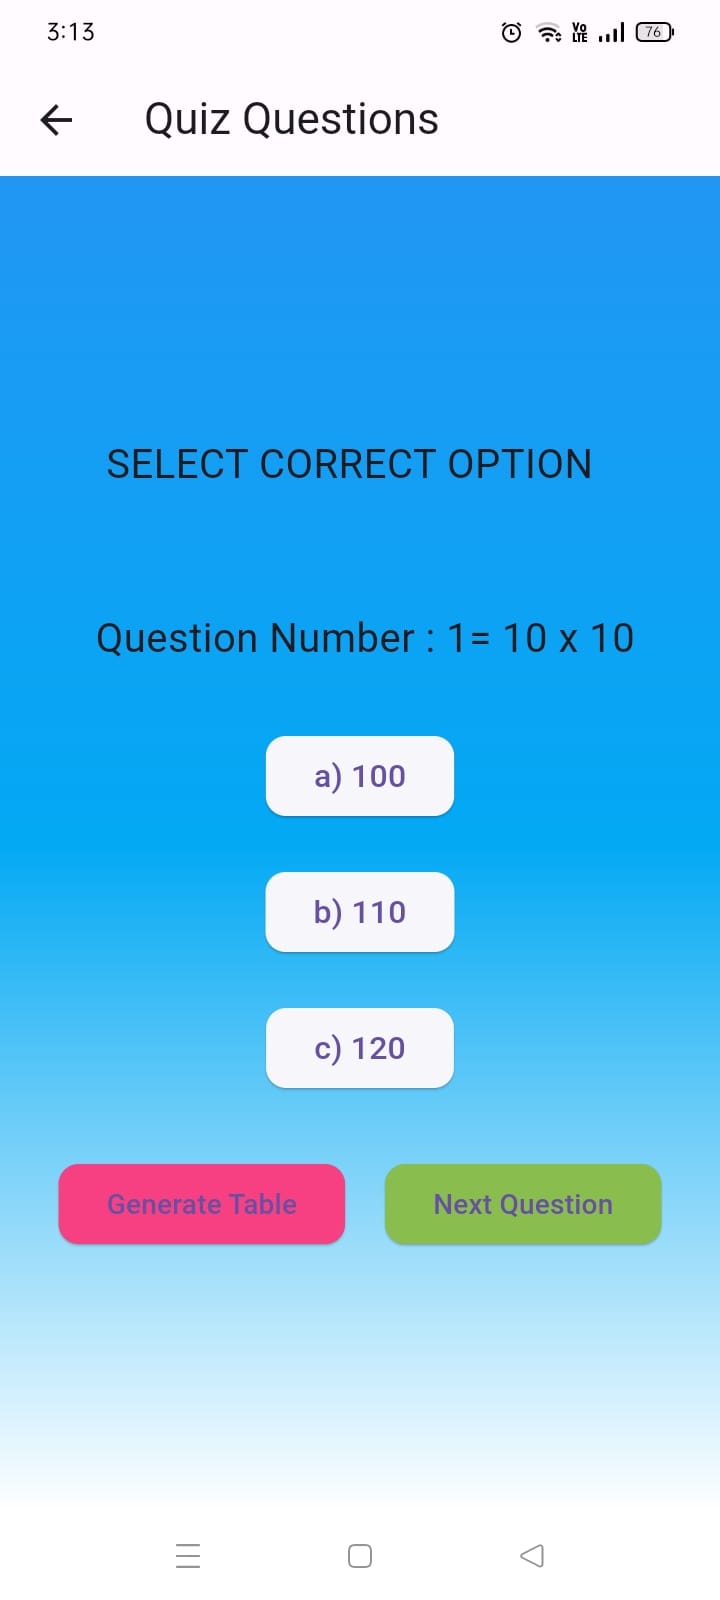 3:13
Vo
LTE
76
Quiz Questions
SELECT CORRECT OPTION
Question Number : 1= 10 x 10
a) 100
b) 110
c) 120
Generate Table
Next Question